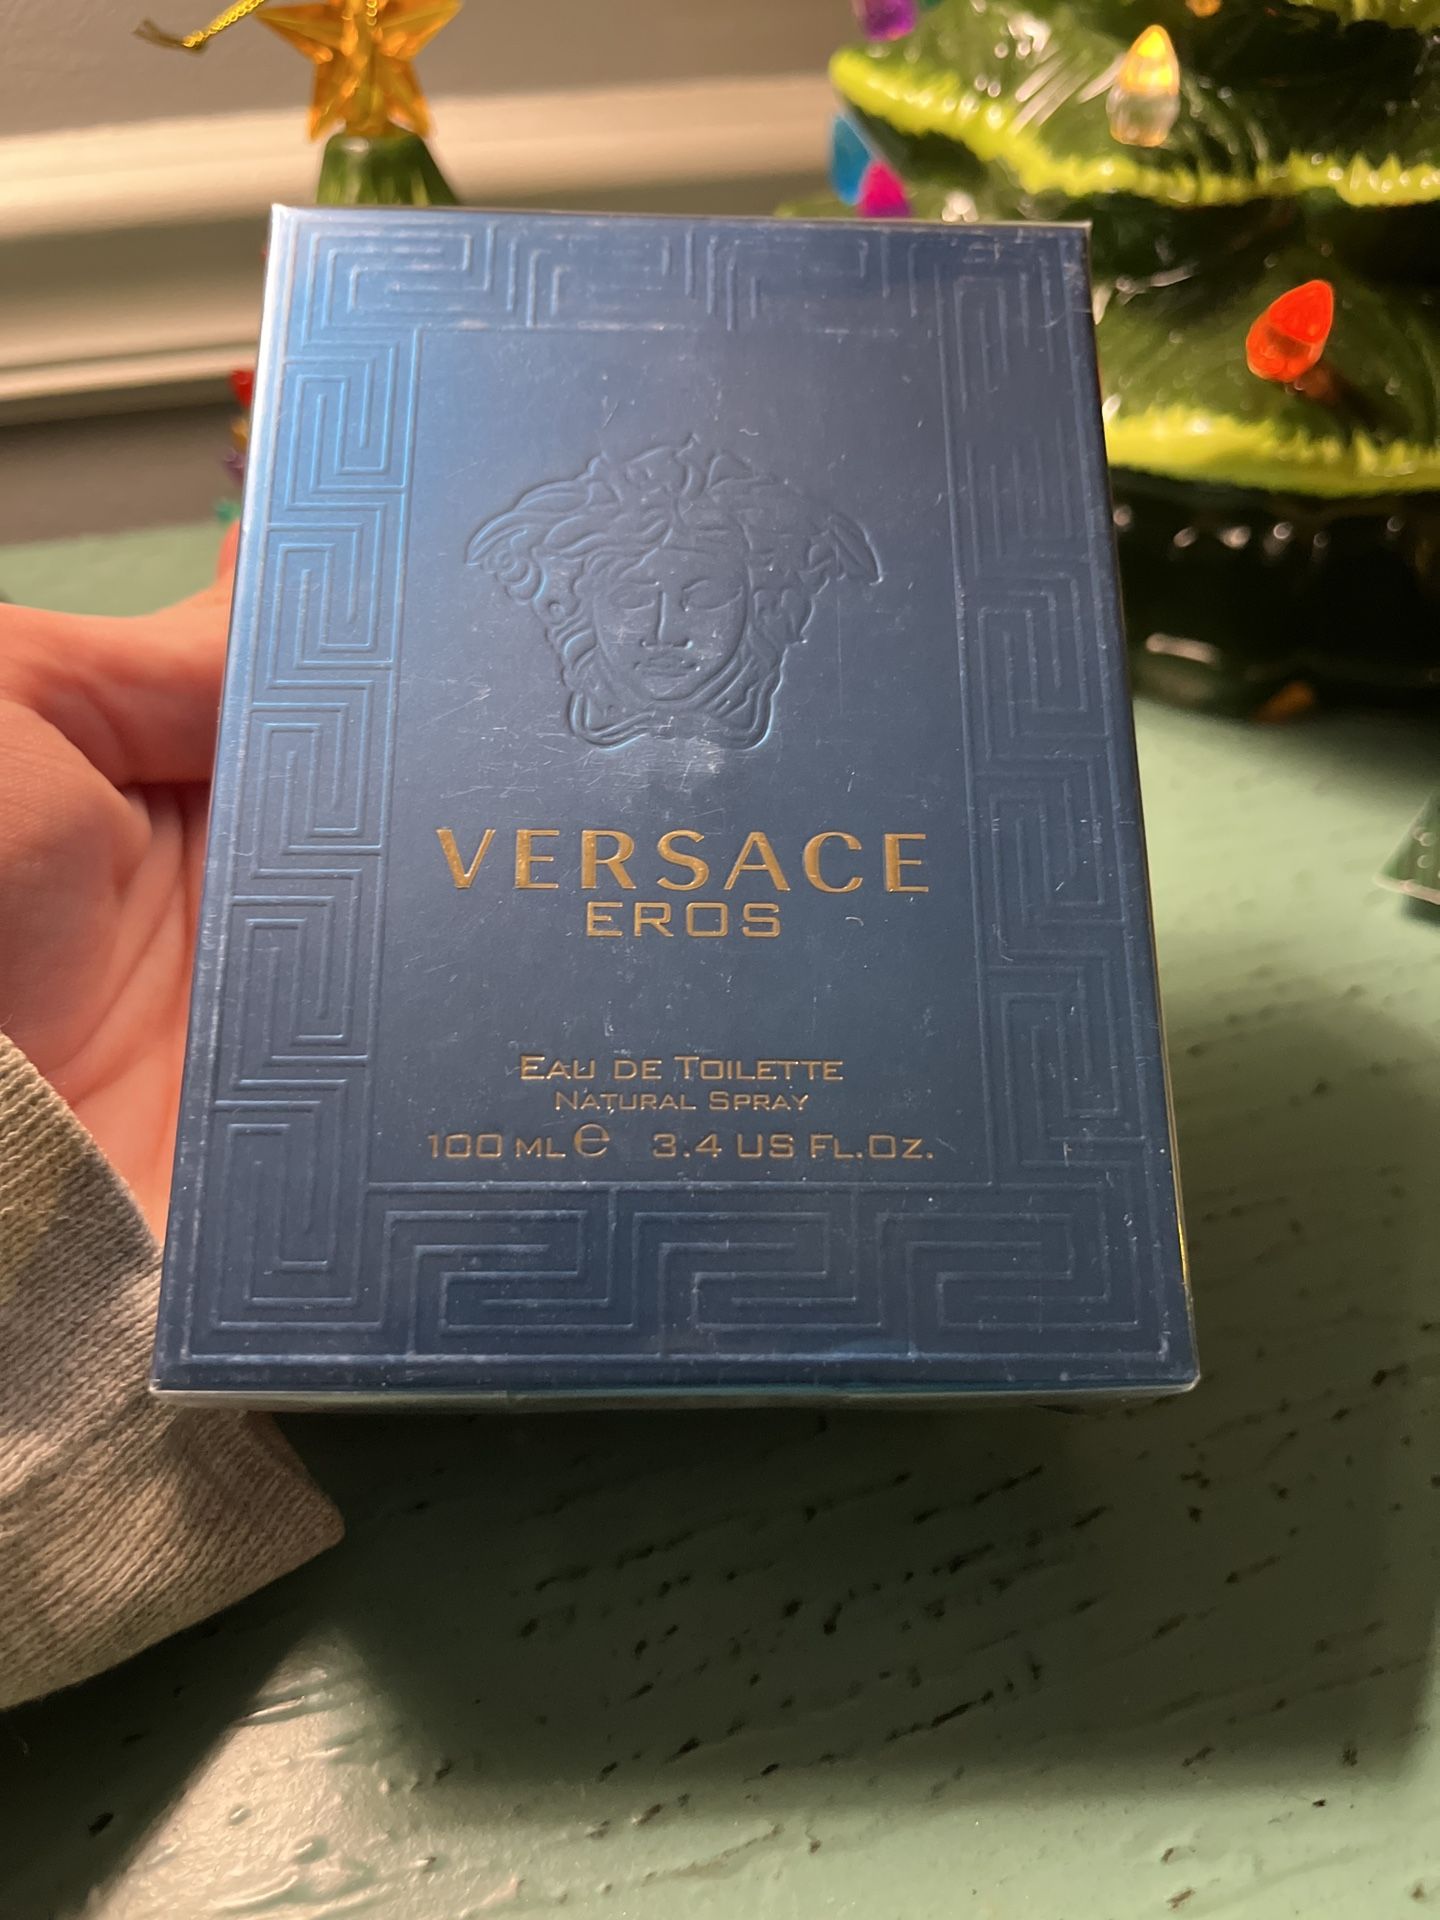 VERSACE
EROS
EAU DE TOILETTE
NATURAL SPRAY
100 ML e 3.4 US FL.OZ.